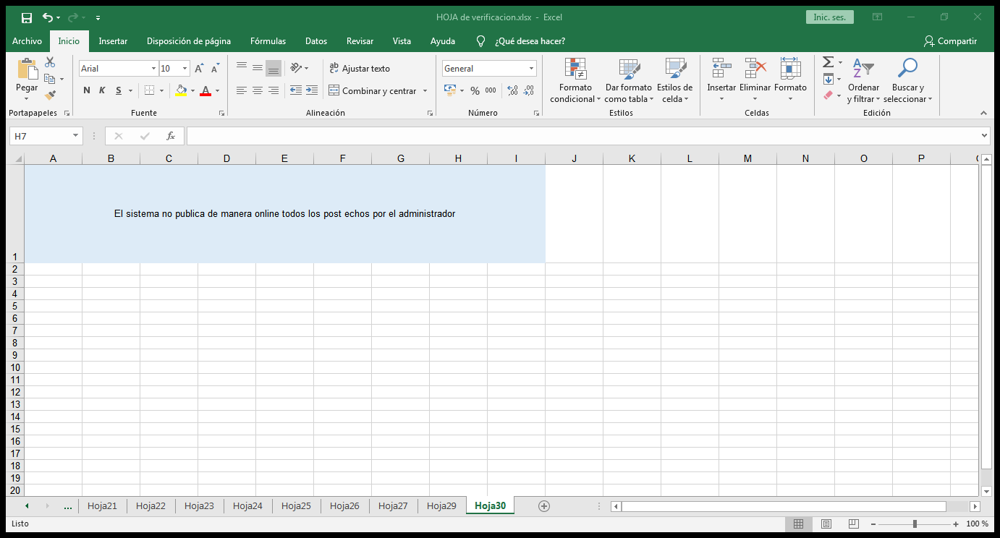 HOJA de verificacion.xlsx - Excel
Inic. ses.
Archivo Inicio Insertar Disposición de página Fórmulas Datos Revisar Vista Ayuda ¿Qué desea hacer? Compartir
Pegar
Portapapeles
Arial 10
N K S
Fuente
Ajustar texto
Combinar y centrar
Alineación
General
% 000
Número
Formato condicional
Dar formato como tabla
Estilos de celda
Estilos
Insertar Eliminar Formato
Celdas
Ordenar y filtrar
Buscar y seleccionar
Edición
H7 fx
A B C D E F G H I J K L M N O P
El sistema no publica de manera online todos los post echos por el administrador
1
2
3
4
5
6
7
8
9
10
11
12
13
14
15
16
17
18
19
20
... Hoja21 Hoja22 Hoja23 Hoja24 Hoja25 Hoja26 Hoja27 Hoja29 Hoja30
Listo 100 %